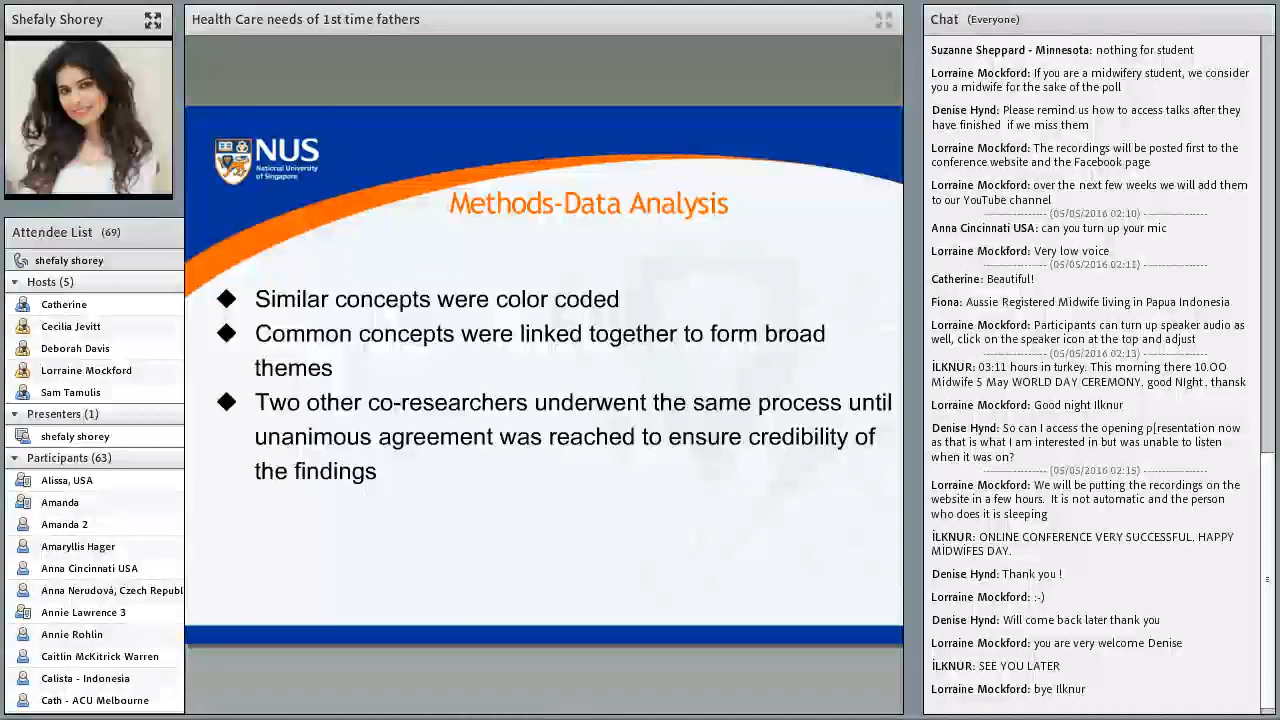 Shefaly Shorey
Attendee List (69)
shefaly shorey
Hosts (5)
Catherine
Cecilia Jevitt
Deborah Davis
Lorraine Mockford
Sam Tamulis
Presenters (1)
shefaly shorey
Participants (63)
Alissa, USA
Amanda
Amanda 2
Amaryllis Hager
Anna Cincinnati USA
Anna Nerudová, Czech Republ
Annie Lawrence 3
Annie Rohlin
Caitlin McKitrick Warren
Calista - Indonesia
Cath - ACU Melbourne
Health Care needs of 1st time fathers
NUS
National University
of Singapore
Methods-Data Analysis
Similar concepts were color coded
Common concepts were linked together to form broad
themes
Two other co-researchers underwent the same process until
unanimous agreement was reached to ensure credibility of
the findings
Chat (Everyone)
Suzanne Sheppard - Minnesota: nothing for student
Lorraine Mockford: If you are a midwifery student, we consider
you a midwife for the sake of the poll
Denise Hynd: Please remind us how to access talks after they
have finished if we miss them
Lorraine Mockford: The recordings will be posted first to the
conference website and the Facebook page
Lorraine Mockford: over the next few weeks we will add them
to our YouTube channel
------------------ (05/05/2016 02:10) ------------------
Anna Cincinnati USA: can you turn up your mic
Lorraine Mockford: Very low voice
------------------ (05/05/2016 02:11) ------------------
Catherine: Beautiful!
Fiona: Aussie Registered Midwife living in Papua Indonesia
Lorraine Mockford: Participants can turn up speaker audio as
well, click on the speaker icon at the top and adjust
------------------ (05/05/2016 02:13) ------------------
İLKNUR: 03:11 hours in turkey. This morning there 10.OO
Midwife 5 May WORLD DAY CEREMONY. good NIght. thansk
Lorraine Mockford: Good night Ilknur
Denise Hynd: So can I access the opening p[resentation now
as that is what I am interested in but was unable to listen
when it was on?
------------------ (05/05/2016 02:15) ------------------
Lorraine Mockford: We will be putting the recordings on the
website in a few hours. It is not automatic and the person
who does it is sleeping
İLKNUR: ONLINE CONFERENCE VERY SUCCESSFUL. HAPPY
MİDWİFES DAY.
Denise Hynd: Thank you !
Lorraine Mockford: :-)
Denise Hynd: Will come back later thank you
Lorraine Mockford: you are very welcome Denise
İLKNUR: SEE YOU LATER
Lorraine Mockford: bye Ilknur